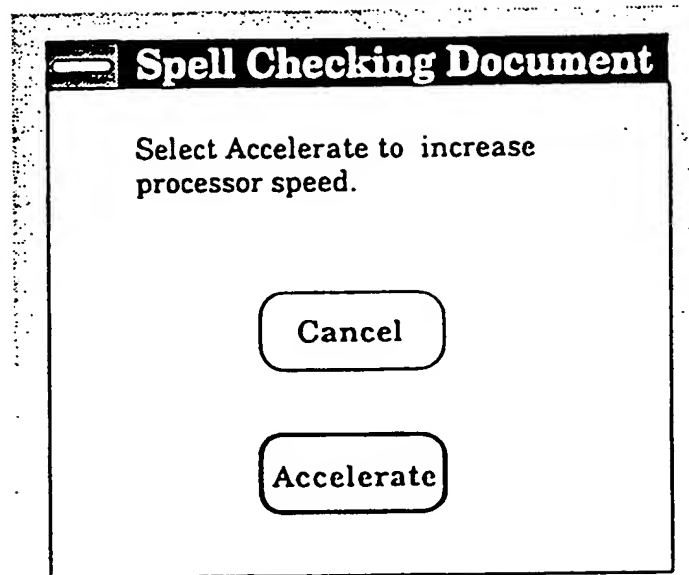 Spell Checking Document
Select Accelerate to increase
processor speed.
Cancel
Accelerate